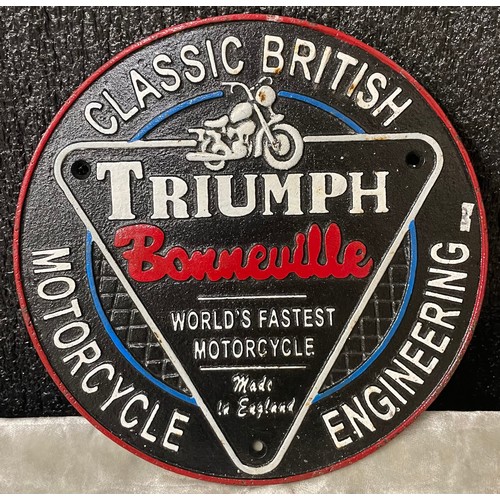 CLASSIC BRITISH
TRIUMPH
Bonneville
WORLD'S FASTEST
MOTORCYCLE
Made
in England
MOTORCYCLE
ENGINEERING